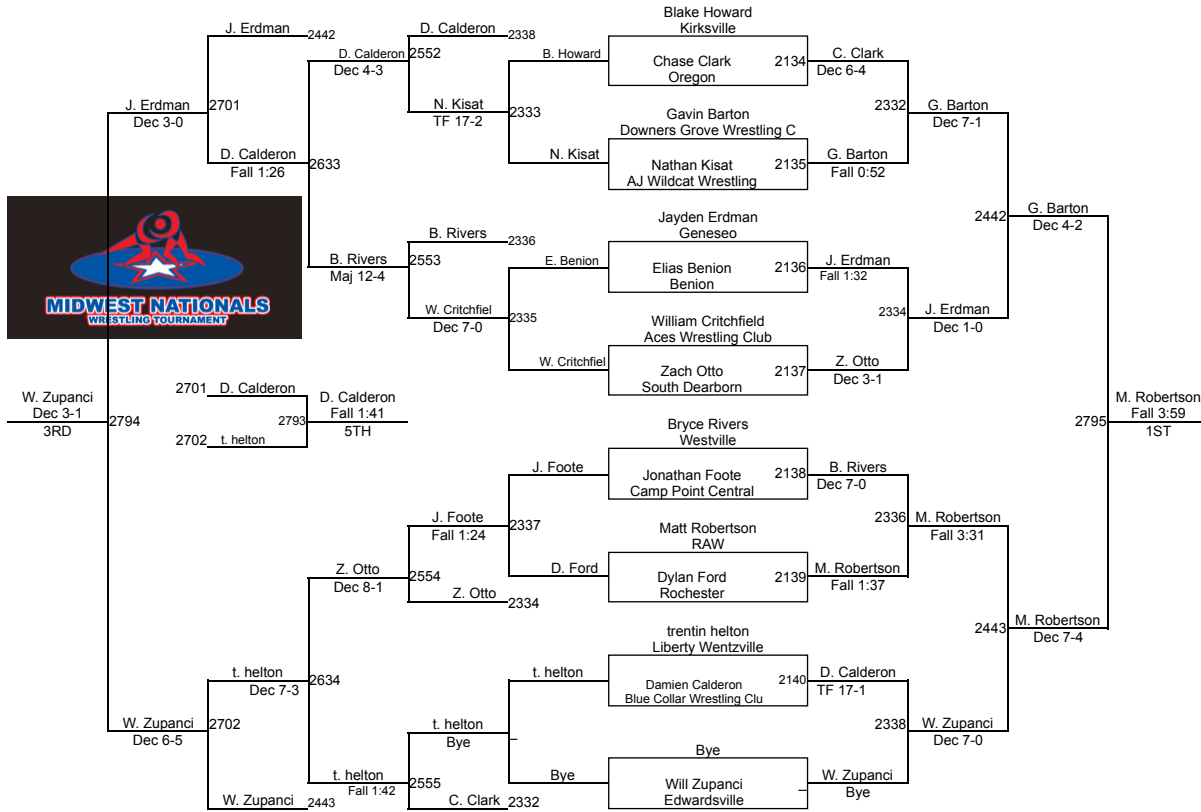 Blake Howard
Kirksville
J. Erdman 2442
D. Calderon 2338
D. Calderon 2552
Dec 4-3
B. Howard
Chase Clark 2134
Oregon
C. Clark
Dec 6-4
J. Erdman 2701
Dec 3-0
N. Kisat 2333
TF 17-2
2332
G. Barton
Dec 7-1
Gavin Barton
Downers Grove Wrestling C
D. Calderon 2633
Fall 1:26
N. Kisat
Nathan Kisat 2135
AJ Wildcat Wrestling
G. Barton
Fall 0:52
2442
G. Barton
Dec 4-2
MIDWEST NATIONALS
WRESTLING TOURNAMENT
Jayden Erdman
Geneseo
B. Rivers 2336
B. Rivers 2553
Maj 12-4
E. Benion
Elias Benion 2136
Benion
J. Erdman
Fall 1:32
W. Critchfiel 2335
Dec 7-0
2334
J. Erdman
Dec 1-0
William Critchfield
Aces Wrestling Club
W. Critchfiel
Zach Otto 2137
South Dearborn
Z. Otto
Dec 3-1
W. Zupanci
Dec 3-1
3RD
2794
2701 D. Calderon
2793
D. Calderon
Fall 1:41
5TH
2702 t. helton
2795
M. Robertson
Fall 3:59
1ST
Bryce Rivers
Westville
J. Foote
Jonathan Foote 2138
Camp Point Central
B. Rivers
Dec 7-0
J. Foote 2337
Fall 1:24
2336
M. Robertson
Fall 3:31
Matt Robertson
RAW
Z. Otto 2554
Dec 8-1
D. Ford
Dylan Ford 2139
Rochester
M. Robertson
Fall 1:37
Z. Otto 2334
2443
M. Robertson
Dec 7-4
trentin helton
Liberty Wentzville
t. helton 2634
Dec 7-3
t. helton
Damien Calderon 2140
Blue Collar Wrestling Clu
D. Calderon
TF 17-1
W. Zupanci 2702
Dec 6-5
t. helton _
Bye
2338
W. Zupanci
Dec 7-0
Bye
t. helton 2555
Fall 1:42
Bye
Will Zupanci _
Edwardsville
W. Zupanci
Bye
W. Zupanci 2443
C. Clark 2332